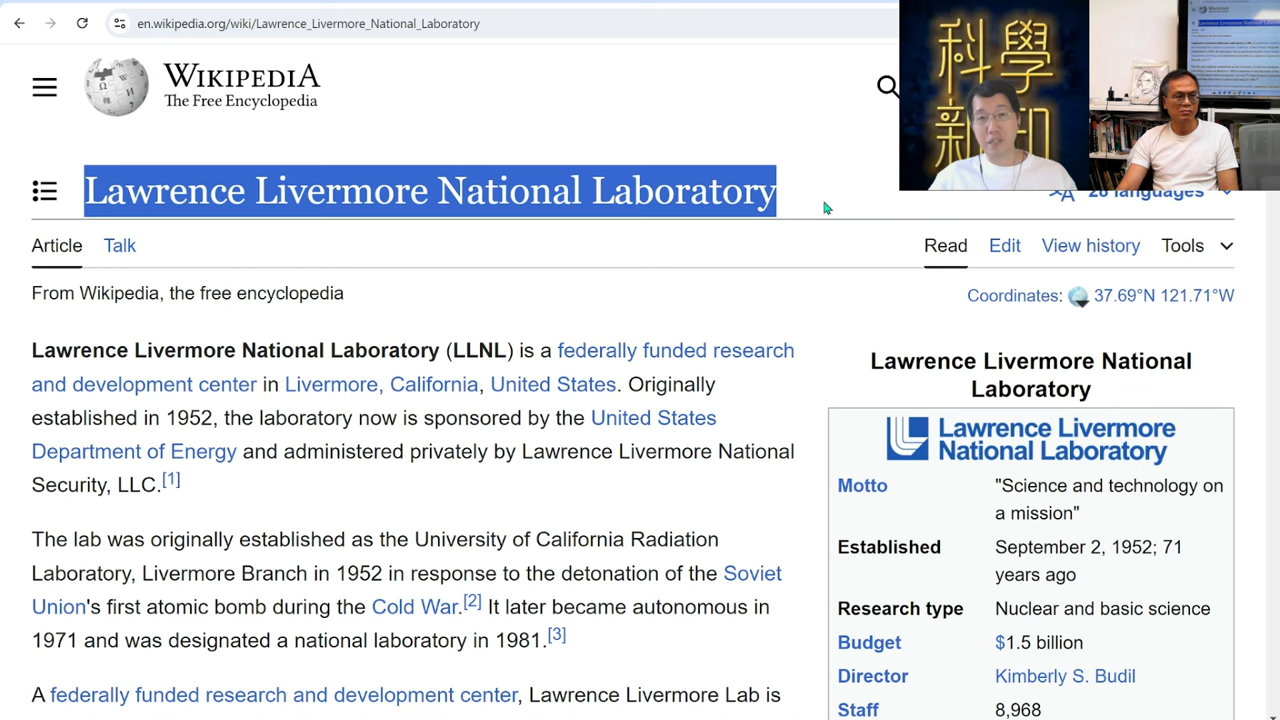 en.wikipedia.org/wiki/Lawrence_Livermore_National_Laboratory
WIKIPEDIA
The Free Encyclopedia
科學
新知
Lawrence Livermore National Laboratory
28 languages
Article Talk
Read Edit View history Tools
From Wikipedia, the free encyclopedia
Coordinates: 37.69°N 121.71°W
Lawrence Livermore National Laboratory (LLNL) is a federally funded research
and development center in Livermore, California, United States. Originally
established in 1952, the laboratory now is sponsored by the United States
Department of Energy and administered privately by Lawrence Livermore National
Security, LLC.[1]
The lab was originally established as the University of California Radiation
Laboratory, Livermore Branch in 1952 in response to the detonation of the Soviet
Union's first atomic bomb during the Cold War.[2] It later became autonomous in
1971 and was designated a national laboratory in 1981.[3]
A federally funded research and development center, Lawrence Livermore Lab is
Lawrence Livermore National
Laboratory
Lawrence Livermore
National Laboratory
Motto "Science and technology on
a mission"
Established September 2, 1952; 71
years ago
Research type Nuclear and basic science
Budget $1.5 billion
Director Kimberly S. Budil
Staff 8,968